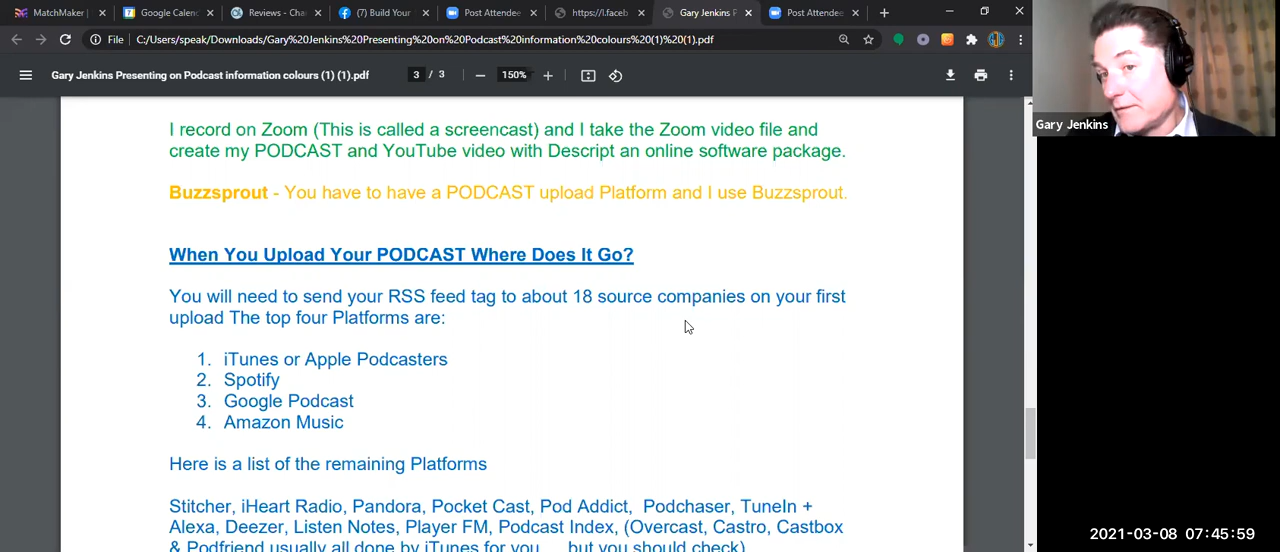 MatchMaker |
Google Calenc
Reviews - Cha
(7) Build Your
Post Attendee
https://l.faceb
Gary Jenkins P
Post Attendee
File
C:/Users/speak/Downloads/Gary%20Jenkins%20Presenting%20on%20Podcast%20information%20colours%20(1)%20(1).pdf
Gary Jenkins Presenting on Podcast information colours (1) (1).pdf
3 / 3
150%
Gary Jenkins
I record on Zoom (This is called a screencast) and I take the Zoom video file and
create my PODCAST and YouTube video with Descript an online software package.
Buzzsprout - You have to have a PODCAST upload Platform and I use Buzzsprout.
When You Upload Your PODCAST Where Does It Go?
You will need to send your RSS feed tag to about 18 source companies on your first
upload The top four Platforms are:
1. iTunes or Apple Podcasters
2. Spotify
3. Google Podcast
4. Amazon Music
Here is a list of the remaining Platforms
Stitcher, iHeart Radio, Pandora, Pocket Cast, Pod Addict, Podchaser, TuneIn +
Alexa, Deezer, Listen Notes, Player FM, Podcast Index, (Overcast, Castro, Castbox
& Podfriend usually all done by iTunes for you.... but you should check)
2021-03-08 07:45:59